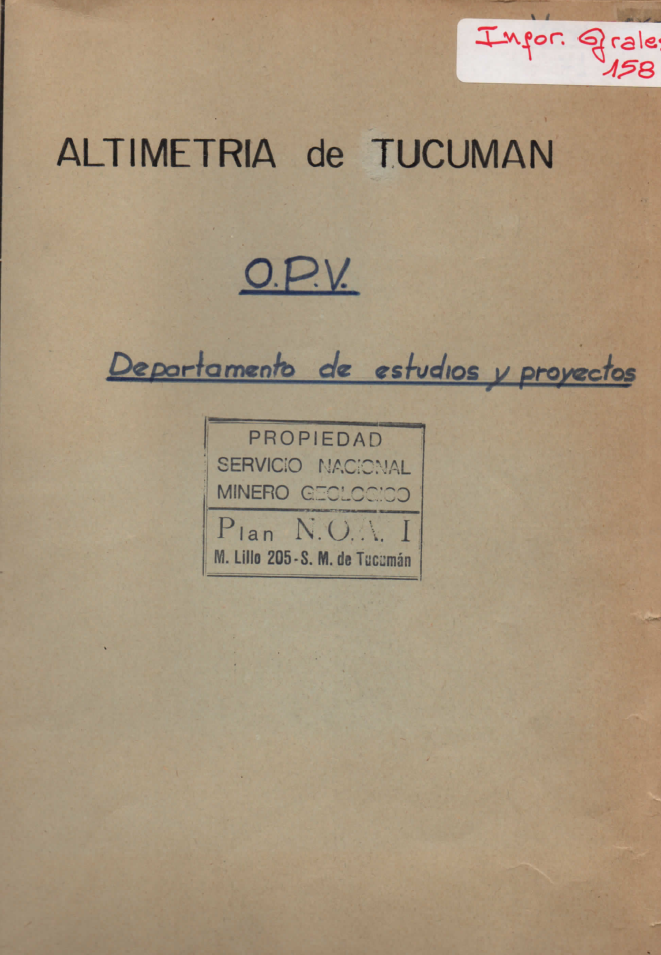 Infor. Grales
158
ALTIMETRIA de TUCUMAN
O.P.V.
Departamento de estudios y proyectos
PROPIEDAD
SERVICIO NACIONAL
MINERO GEOLOGICO
Plan N.O.A. I
M. Lillo 205-S. M. de Tucumán